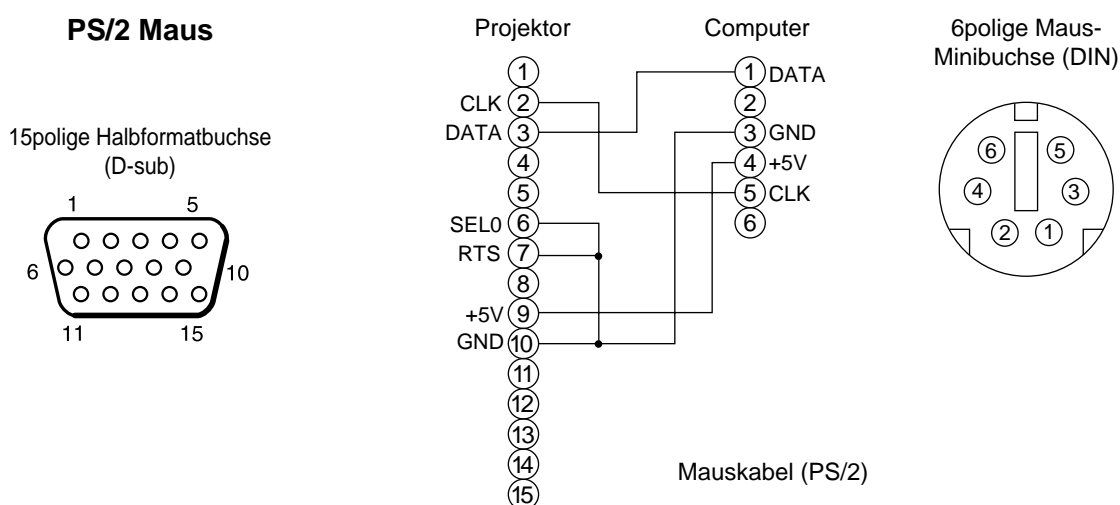 PS/2 Maus
15polige Halbformatbuchse
(D-sub)
1 5
6 10
11 15
Projektor Computer
1 1 DATA
CLK 2 2
DATA 3 3 GND
4 4 +5V
5 5 CLK
SEL0 6 6
RTS 7
8
+5V 9
GND 10
11
12
13
14
15
Mauskabel (PS/2)
6polige Maus-
Minibuchse (DIN)
6 5
4 3
2 1